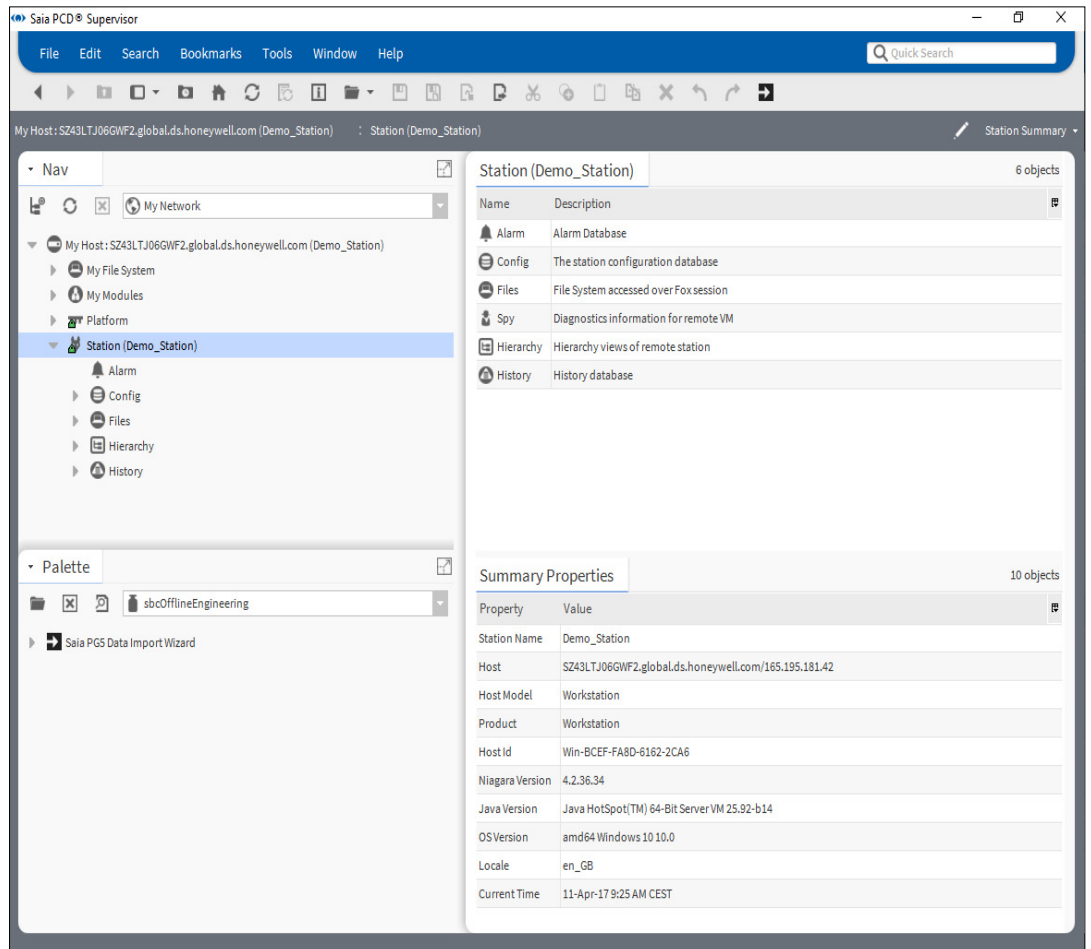 Saia PCD® Supervisor
File Edit Search Bookmarks Tools Window Help
Quick Search
My Host : SZ43LTJ06GWF2.global.ds.honeywell.com (Demo_Station) : Station (Demo_Station)
Station Summary
Nav
My Network
My Host : SZ43LTJ06GWF2.global.ds.honeywell.com (Demo_Station)
My File System
My Modules
Platform
Station (Demo_Station)
Alarm
Config
Files
Hierarchy
History
Palette
sbcOfflineEngineering
Saia PG5 Data Import Wizard
Station (Demo_Station) 6 objects
Name Description
Alarm Alarm Database
Config The station configuration database
Files File System accessed over Fox session
Spy Diagnostics information for remote VM
Hierarchy Hierarchy views of remote station
History History database
Summary Properties 10 objects
Property Value
Station Name Demo_Station
Host SZ43LTJ06GWF2.global.ds.honeywell.com/165.195.181.42
Host Model Workstation
Product Workstation
Host Id Win-BCEF-FA8D-6162-2CA6
Niagara Version 4.2.36.34
Java Version Java HotSpot(TM) 64-Bit Server VM 25.92-b14
OS Version amd64 Windows 10 10.0
Locale en_GB
Current Time 11-Apr-17 9:25 AM CEST